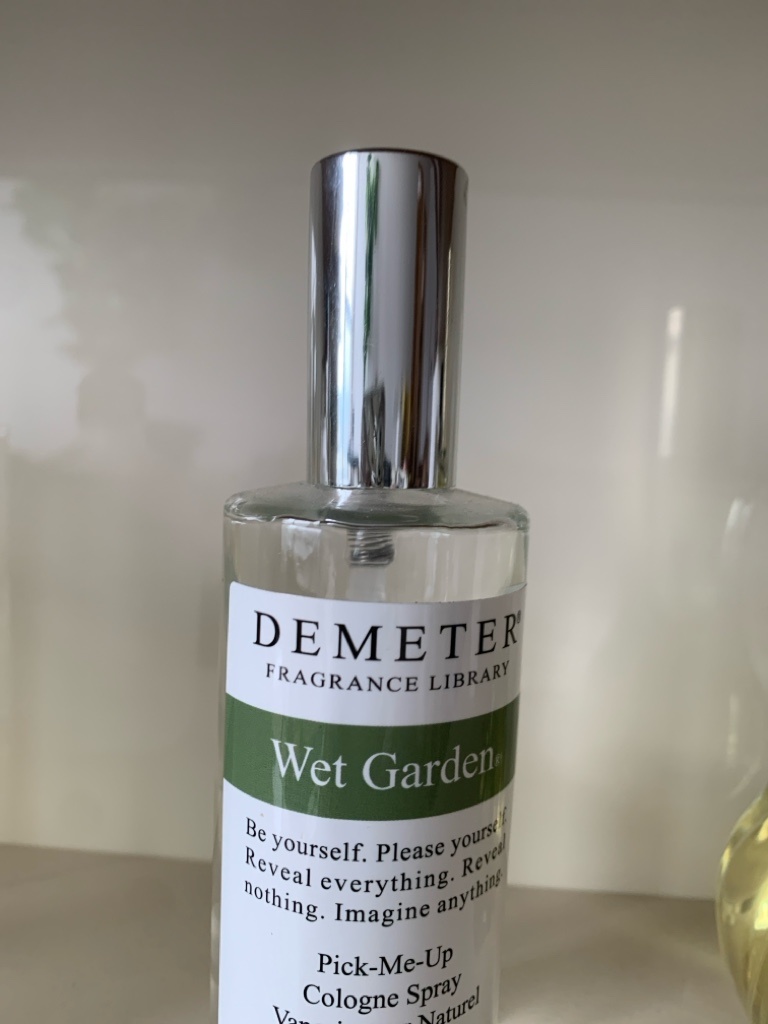 DEMETER®
FRAGRANCE LIBRARY
Wet Garden
Be yourself. Please yourself.
Reveal everything. Reveal
nothing. Imagine anything.
Pick-Me-Up
Cologne Spray
Naturel